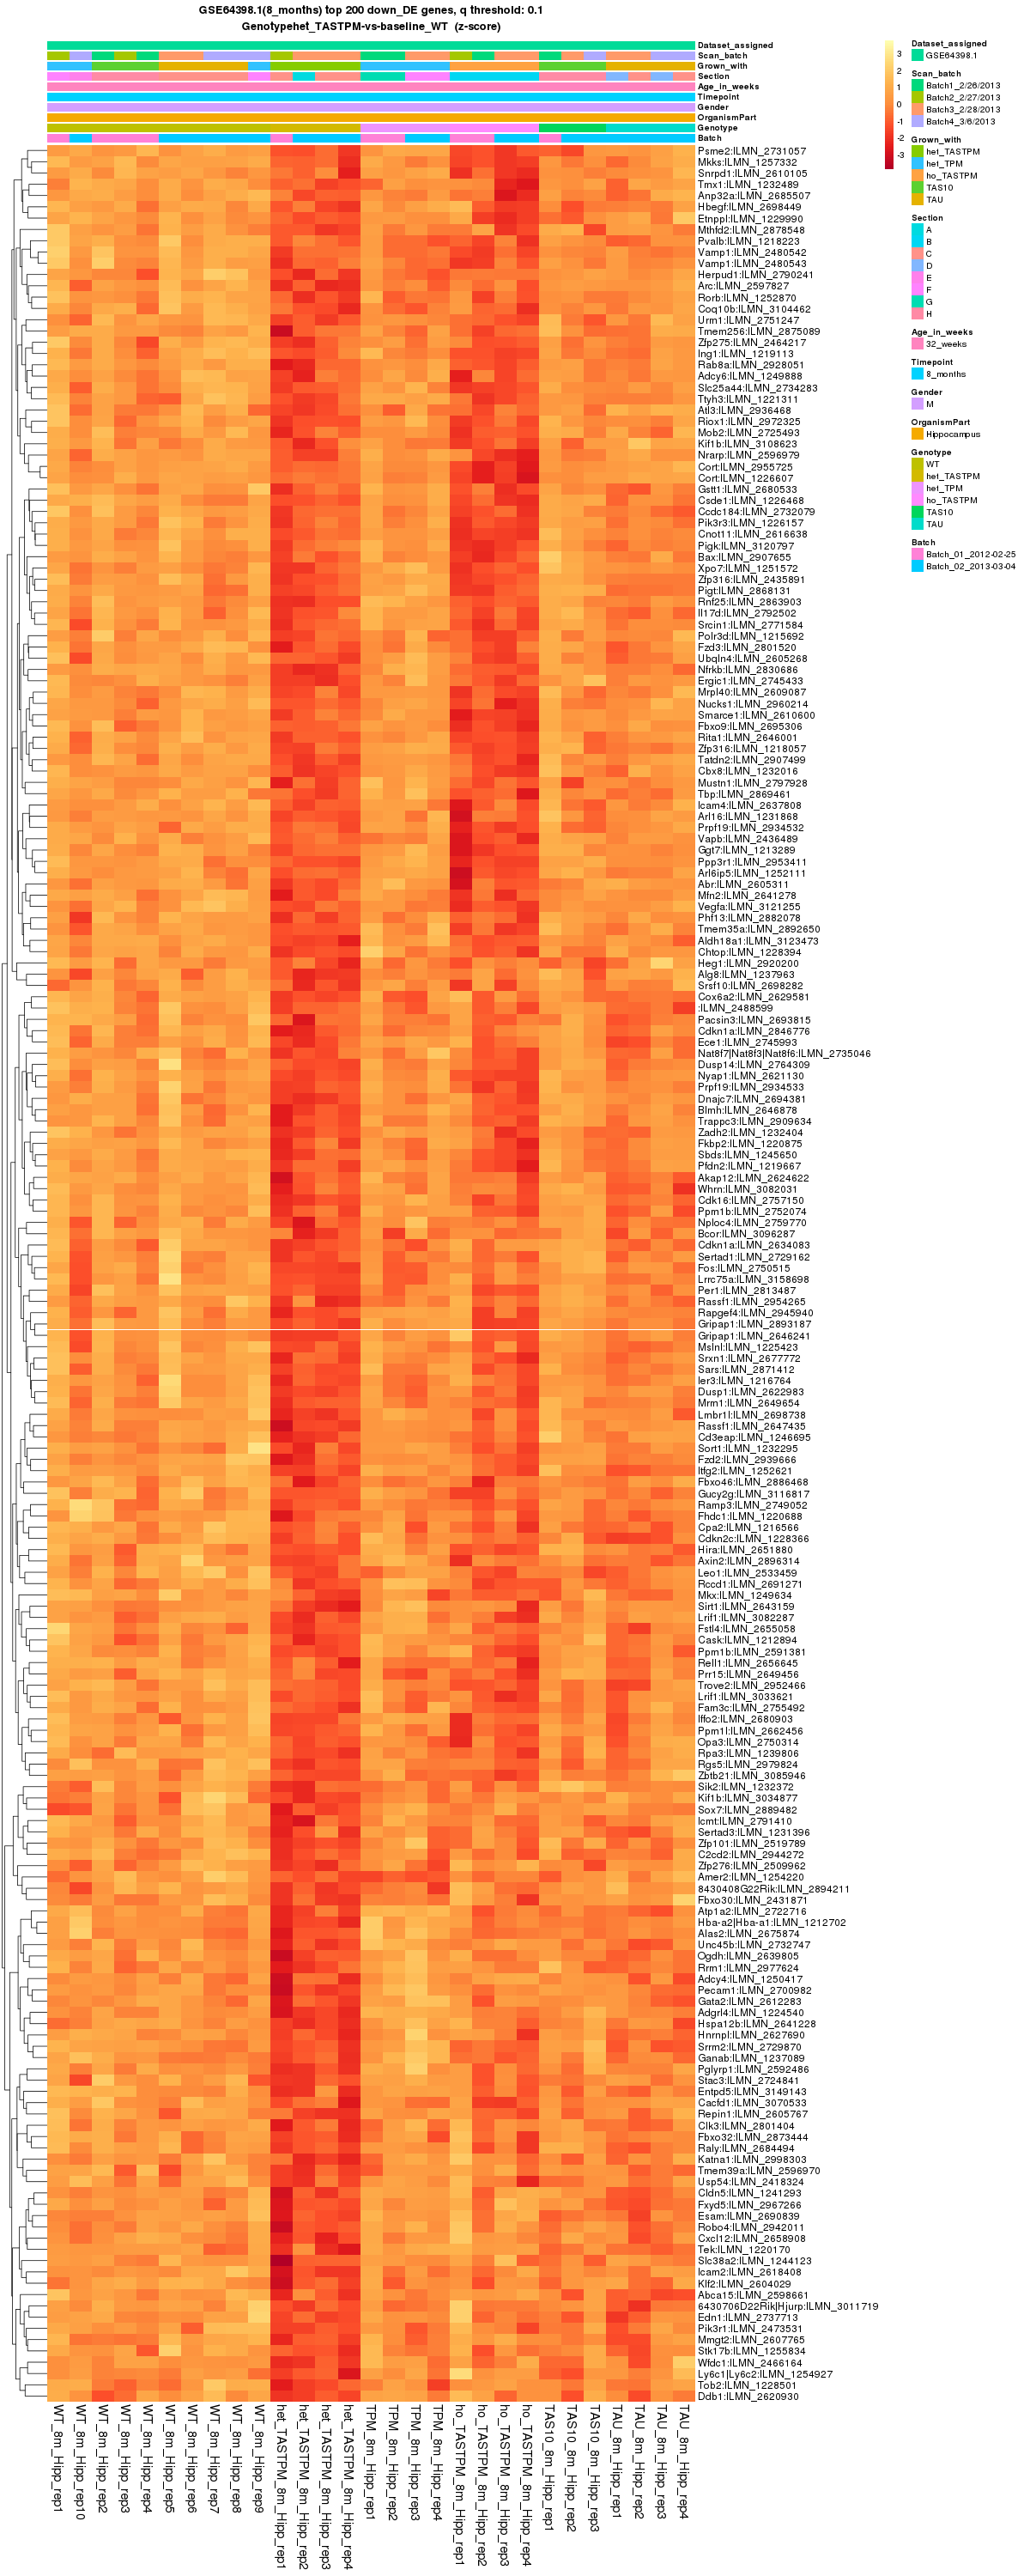 GSE64398.1(8_months) top 200 down_DE genes, q threshold: 0.1
Genotypehet_TASTPM-vs-baseline_WT (z-score)
Dataset_assigned
Scan_batch
Grown_with
Section
Age_in_weeks
Timepoint
Gender
OrganismPart
Genotype
Batch
3
2
1
0
-1
-2
-3
Dataset_assigned
GSE64398.1
Scan_batch
Batch1_2/26/2013
Batch2_2/27/2013
Batch3_2/28/2013
Batch4_3/6/2013
Grown_with
het_TASTPM
het_TPM
ho_TASTPM
TAS10
TAU
Section
A
B
C
D
E
F
G
H
Age_in_weeks
32_weeks
Timepoint
8_months
Gender
M
OrganismPart
Hippocampus
Genotype
WT
het_TASTPM
het_TPM
ho_TASTPM
TAS10
TAU
Batch
Batch_01_2012-02-25
Batch_02_2013-03-04
Psme2:ILMN_2731057
Mkks:ILMN_1257332
Snrpd1:ILMN_2610105
Tmx1:ILMN_1232489
Anp32a:ILMN_2685507
Hbegf:ILMN_2698449
Etnppl:ILMN_1229990
Mthfd2:ILMN_2878548
Pvalb:ILMN_1218223
Vamp1:ILMN_2480542
Vamp1:ILMN_2480543
Herpud1:ILMN_2790241
Arc:ILMN_2597827
Rorb:ILMN_1252870
Coq10b:ILMN_3104462
Urm1:ILMN_2751247
Tmem256:ILMN_2875089
Zfp275:ILMN_2464217
Ing1:ILMN_1219113
Rab8a:ILMN_2928051
Adcy6:ILMN_1249888
Slc25a44:ILMN_2734283
Ttyh3:ILMN_1221311
Atl3:ILMN_2936468
Riox1:ILMN_2972325
Mob2:ILMN_2725493
Kif1b:ILMN_3108623
Nrarp:ILMN_2596979
Cort:ILMN_2955725
Cort:ILMN_1226607
Gstt1:ILMN_2680533
Csde1:ILMN_1226468
Ccdc184:ILMN_2732079
Pik3r3:ILMN_1226157
Cnot11:ILMN_2616638
Pigk:ILMN_3120797
Bax:ILMN_2907655
Xpo7:ILMN_1251572
Zfp316:ILMN_2435891
Pigt:ILMN_2868131
Rnf25:ILMN_2863903
Il17d:ILMN_2792502
Srcin1:ILMN_2771584
Polr3d:ILMN_1215692
Fzd3:ILMN_2801520
Ubqln4:ILMN_2605268
Nfrkb:ILMN_2830686
Ergic1:ILMN_2745433
Mrpl40:ILMN_2609087
Nucks1:ILMN_2960214
Smarce1:ILMN_2610600
Fbxo9:ILMN_2695306
Rita1:ILMN_2646001
Zfp316:ILMN_1218057
Tatdn2:ILMN_2907499
Cbx8:ILMN_1232016
Mustn1:ILMN_2797928
Tbp:ILMN_2869461
Icam4:ILMN_2637808
Arl16:ILMN_1231868
Prpf19:ILMN_2934532
Vapb:ILMN_2436489
Ggt7:ILMN_1213289
Ppp3r1:ILMN_2953411
Arl6ip5:ILMN_1252111
Abr:ILMN_2605311
Mfn2:ILMN_2641278
Vegfa:ILMN_3121255
Phf13:ILMN_2882078
Tmem35a:ILMN_2892650
Aldh18a1:ILMN_3123473
Chtop:ILMN_1228394
Heg1:ILMN_2920200
Alg8:ILMN_1237963
Srsf10:ILMN_2698282
Cox6a2:ILMN_2629581
:ILMN_2488599
Pacsin3:ILMN_2693815
Cdkn1a:ILMN_2846776
Ece1:ILMN_2745993
Nat8f7|Nat8f3|Nat8f6:ILMN_2735046
Dusp14:ILMN_2764309
Nyap1:ILMN_2621130
Prpf19:ILMN_2934533
Dnajc7:ILMN_2694381
Blmh:ILMN_2646878
Trappc3:ILMN_2909634
Zadh2:ILMN_1232404
Fkbp2:ILMN_1220875
Sbds:ILMN_1245650
Pfdn2:ILMN_1219667
Akap12:ILMN_2624622
Whrn:ILMN_3082031
Cdk16:ILMN_2757150
Ppm1b:ILMN_2752074
Nploc4:ILMN_2759770
Bcor:ILMN_3096287
Cdkn1a:ILMN_2634083
Sertad1:ILMN_2729162
Fos:ILMN_2750515
Lrrc75a:ILMN_3158698
Per1:ILMN_2813487
Rassf1:ILMN_2954265
Rapgef4:ILMN_2945940
Gripap1:ILMN_2893187
Gripap1:ILMN_2646241
Mslnl:ILMN_1225423
Srxn1:ILMN_2677772
Sars:ILMN_2871412
Ier3:ILMN_1216764
Dusp1:ILMN_2622983
Mrm1:ILMN_2649654
Lmbr1l:ILMN_2698738
Rassf1:ILMN_2647435
Cd3eap:ILMN_1246695
Sort1:ILMN_1232295
Fzd2:ILMN_2939666
Itfg2:ILMN_1252621
Fbxo46:ILMN_2886468
Gucy2g:ILMN_3116817
Ramp3:ILMN_2749052
Fhdc1:ILMN_1220688
Cpa2:ILMN_1216566
Cdkn2c:ILMN_1228366
Hira:ILMN_2651880
Axin2:ILMN_2896314
Leo1:ILMN_2533459
Rccd1:ILMN_2691271
Mkx:ILMN_1249634
Sirt1:ILMN_2643159
Lrif1:ILMN_3082287
Fstl4:ILMN_2655058
Cask:ILMN_1212894
Ppm1b:ILMN_2591381
Rell1:ILMN_2656645
Prr15:ILMN_2649456
Trove2:ILMN_2952466
Lrif1:ILMN_3033621
Fam3c:ILMN_2755492
Iffo2:ILMN_2680903
Ppm1l:ILMN_2662456
Opa3:ILMN_2750314
Rpa3:ILMN_1239806
Rgs5:ILMN_2979824
Zbtb21:ILMN_3085946
Sik2:ILMN_1232372
Kif1b:ILMN_3034877
Sox7:ILMN_2889482
Icmt:ILMN_2791410
Sertad3:ILMN_1231396
Zfp101:ILMN_2519789
C2cd2:ILMN_2944272
Zfp276:ILMN_2509962
Amer2:ILMN_1254220
8430408G22Rik:ILMN_2894211
Fbxo30:ILMN_2431871
Atp1a2:ILMN_2722716
Hba-a2|Hba-a1:ILMN_1212702
Alas2:ILMN_2675874
Unc45b:ILMN_2732747
Ogdh:ILMN_2639805
Rrm1:ILMN_2977624
Adcy4:ILMN_1250417
Pecam1:ILMN_2700982
Gata2:ILMN_2612283
Adgrl4:ILMN_1224540
Hspa12b:ILMN_2641228
Hnrnpl:ILMN_2627690
Srrm2:ILMN_2729870
Ganab:ILMN_1237089
Pglyrp1:ILMN_2592486
Stac3:ILMN_2724841
Entpd5:ILMN_3149143
Cacfd1:ILMN_3070533
Repin1:ILMN_2605767
Clk3:ILMN_2801404
Fbxo32:ILMN_2873444
Raly:ILMN_2684494
Katna1:ILMN_2998303
Tmem39a:ILMN_2596970
Usp54:ILMN_2418324
Cldn5:ILMN_1241293
Fxyd5:ILMN_2967266
Esam:ILMN_2690839
Robo4:ILMN_2942011
Cxcl12:ILMN_2658908
Tek:ILMN_1220170
Slc38a2:ILMN_1244123
Icam2:ILMN_2618408
Klf2:ILMN_2604029
Abca15:ILMN_2598661
6430706D22Rik|Hjurp:ILMN_3011719
Edn1:ILMN_2737713
Pik3r1:ILMN_2473531
Mmgt2:ILMN_2607765
Stk17b:ILMN_1255834
Wfdc1:ILMN_2466164
Ly6c1|Ly6c2:ILMN_1254927
Tob2:ILMN_1228501
Ddb1:ILMN_2620930
WT_8m_Hipp_rep1
WT_8m_Hipp_rep10
WT_8m_Hipp_rep2
WT_8m_Hipp_rep3
WT_8m_Hipp_rep4
WT_8m_Hipp_rep5
WT_8m_Hipp_rep6
WT_8m_Hipp_rep7
WT_8m_Hipp_rep8
WT_8m_Hipp_rep9
het_TASTPM_8m_Hipp_rep1
het_TASTPM_8m_Hipp_rep2
het_TASTPM_8m_Hipp_rep3
het_TASTPM_8m_Hipp_rep4
TPM_8m_Hipp_rep1
TPM_8m_Hipp_rep2
TPM_8m_Hipp_rep3
TPM_8m_Hipp_rep4
ho_TASTPM_8m_Hipp_rep1
ho_TASTPM_8m_Hipp_rep2
ho_TASTPM_8m_Hipp_rep3
ho_TASTPM_8m_Hipp_rep4
TAS10_8m_Hipp_rep1
TAS10_8m_Hipp_rep2
TAS10_8m_Hipp_rep3
TAU_8m_Hipp_rep1
TAU_8m_Hipp_rep2
TAU_8m_Hipp_rep3
TAU_8m_Hipp_rep4